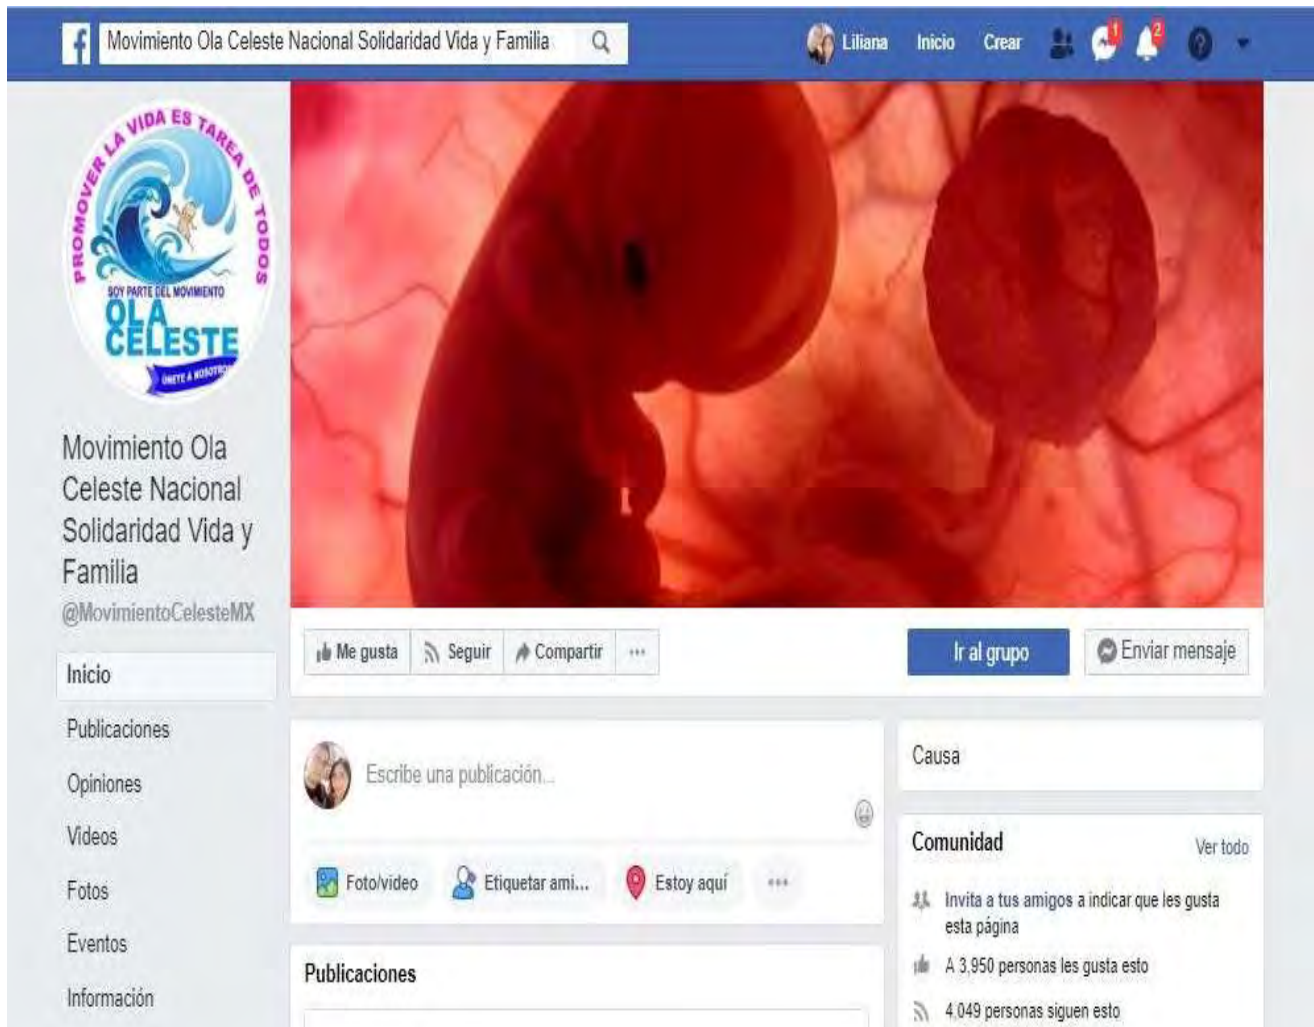 Movimiento Ola Celeste Nacional Solidaridad Vida y Familia
Liliana Inicio Crear 1 2
PROMOVER LA VIDA ES TAREA DE TODOS
SOY PARTE DEL MOVIMIENTO
OLA
CELESTE
ÚNETE A NOSOTROS
Movimiento Ola
Celeste Nacional
Solidaridad Vida y
Familia
@MovimientoCelesteMX
Inicio
Publicaciones
Opiniones
Videos
Fotos
Eventos
Información
Me gusta Seguir Compartir ...
Ir al grupo Enviar mensaje
Escribe una publicación...
Foto/video Etiquetar ami... Estoy aquí ...
Publicaciones
Causa
Comunidad Ver todo
Invita a tus amigos a indicar que les gusta
esta página
A 3,950 personas les gusta esto
4,049 personas siguen esto